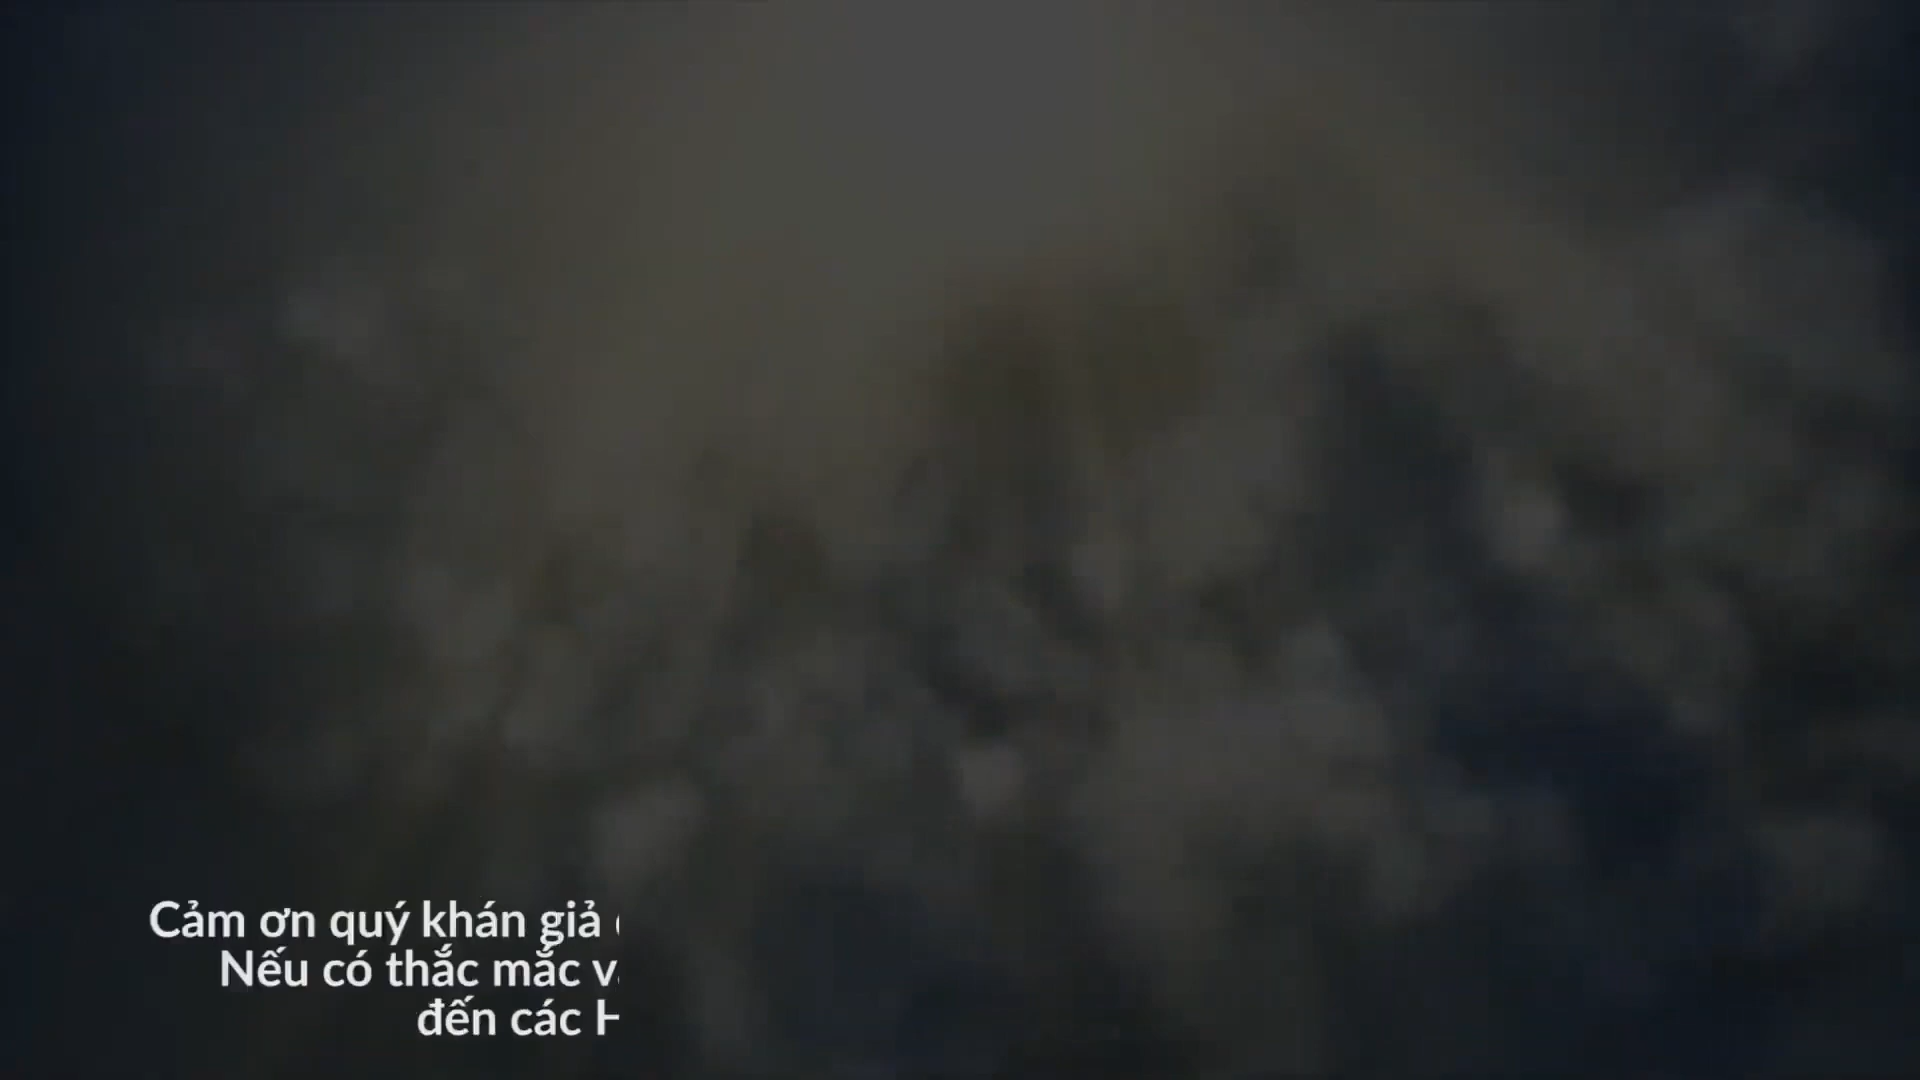 Cảm ơn quý khán giả
Nếu có thắc mắc
đến các